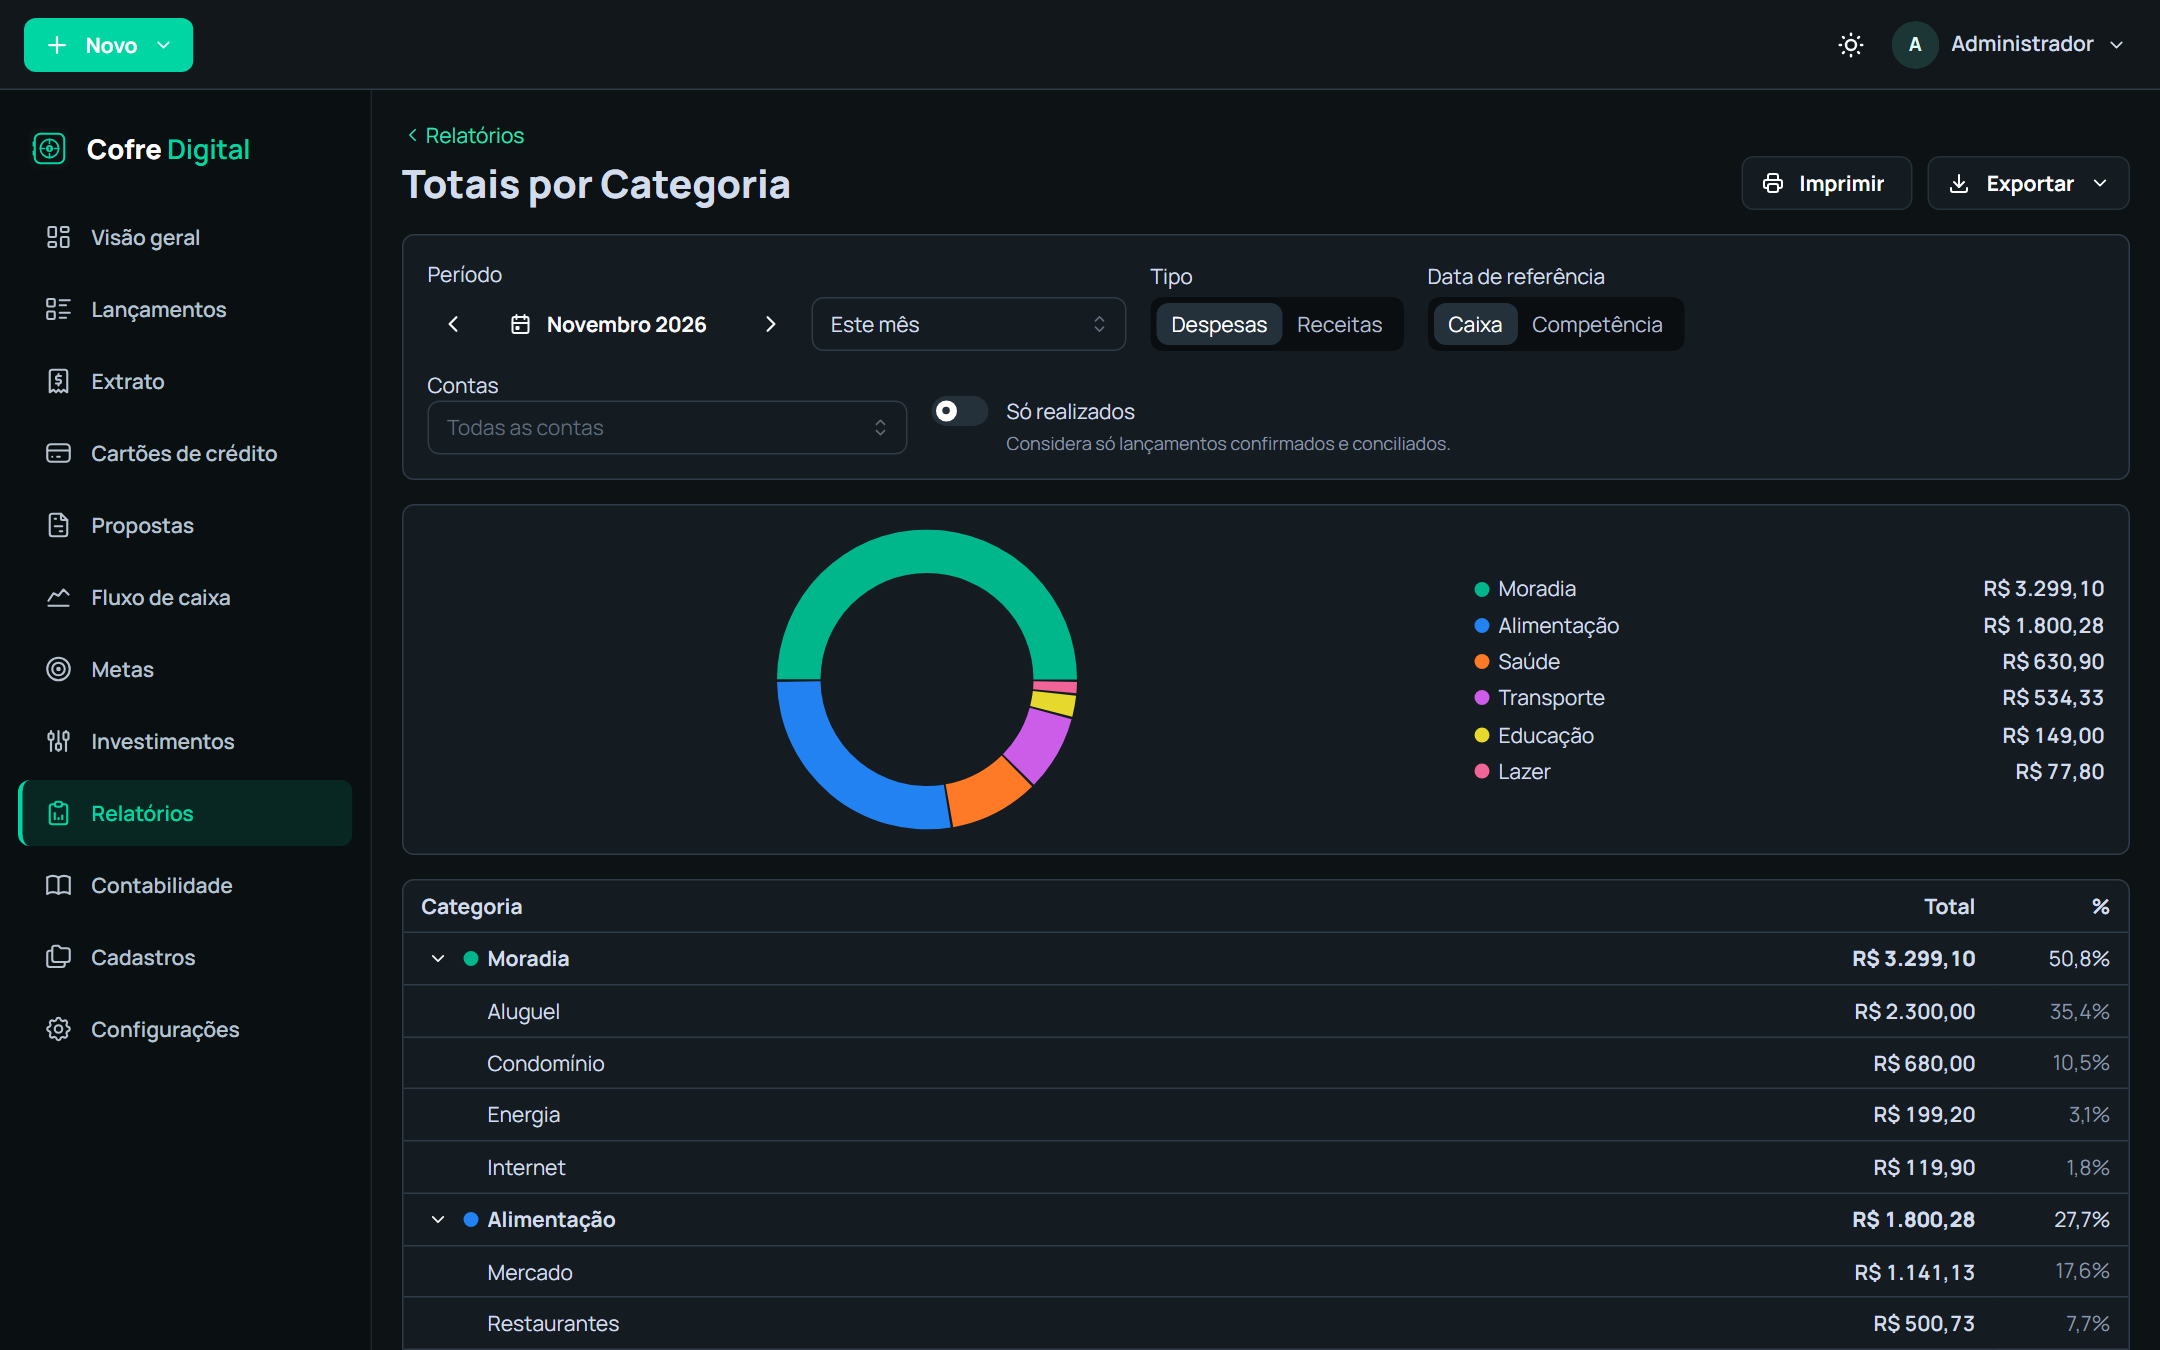 Novo
A Administrador
Cofre Digital
Visão geral
Lançamentos
Extrato
Cartões de crédito
Propostas
Fluxo de caixa
Metas
Investimentos
Relatórios
Contabilidade
Cadastros
Configurações
Relatórios
Totais por Categoria
Imprimir
Exportar
Período
Novembro 2026
Este mês
Tipo
Despesas Receitas
Data de referência
Caixa Competência
Contas
Todas as contas
Só realizados
Considera só lançamentos confirmados e conciliados.
Moradia R$ 3.299,10
Alimentação R$ 1.800,28
Saúde R$ 630,90
Transporte R$ 534,33
Educação R$ 149,00
Lazer R$ 77,80
Categoria Total %
Moradia R$ 3.299,10 50,8%
Aluguel R$ 2.300,00 35,4%
Condomínio R$ 680,00 10,5%
Energia R$ 199,20 3,1%
Internet R$ 119,90 1,8%
Alimentação R$ 1.800,28 27,7%
Mercado R$ 1.141,13 17,6%
Restaurantes R$ 500,73 7,7%